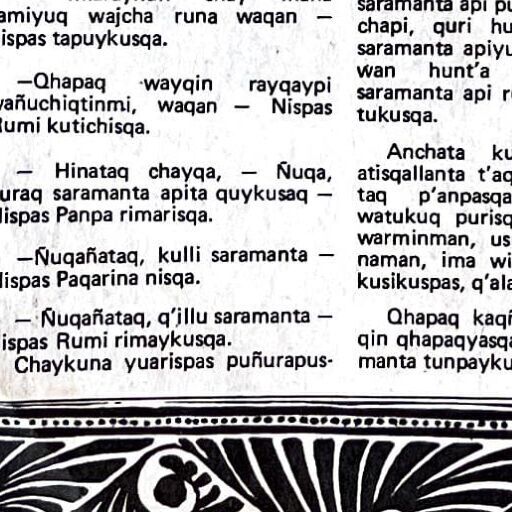 amiyuq wajcha runa waqan —
ispas tapuykusqa.
—Qhapaq wayqin rayqaypi
yañuchiqtinmi, waqan — Nispas
Rumi kutichisqa.
— Hinataq chayqa, — Ñuqa,
uraq saramanta apita quykusaq —
lispas Panpa rimarisqa.
—Ñuqañataq, kulli saramanta —
lispas Paqarina nisqa.
— Ñuqañataq, q'illu saramanta —
ispas Rumi rimaykusqa.
Chaykuna yuarispas puñurapus-
saramanta api pu
chapi, quri hu
saramanta apiyu
wan hunt'a
saramanta api r
tukusqa.
Anchata ku
atisqallanta t'aq
taq p'anpasqa
watukuq purisq
warminman, us
naman, ima wi
kusikuspas, q'ala
Qhapaq kaqñ
qin qhapaqyasqa
manta tunpayku